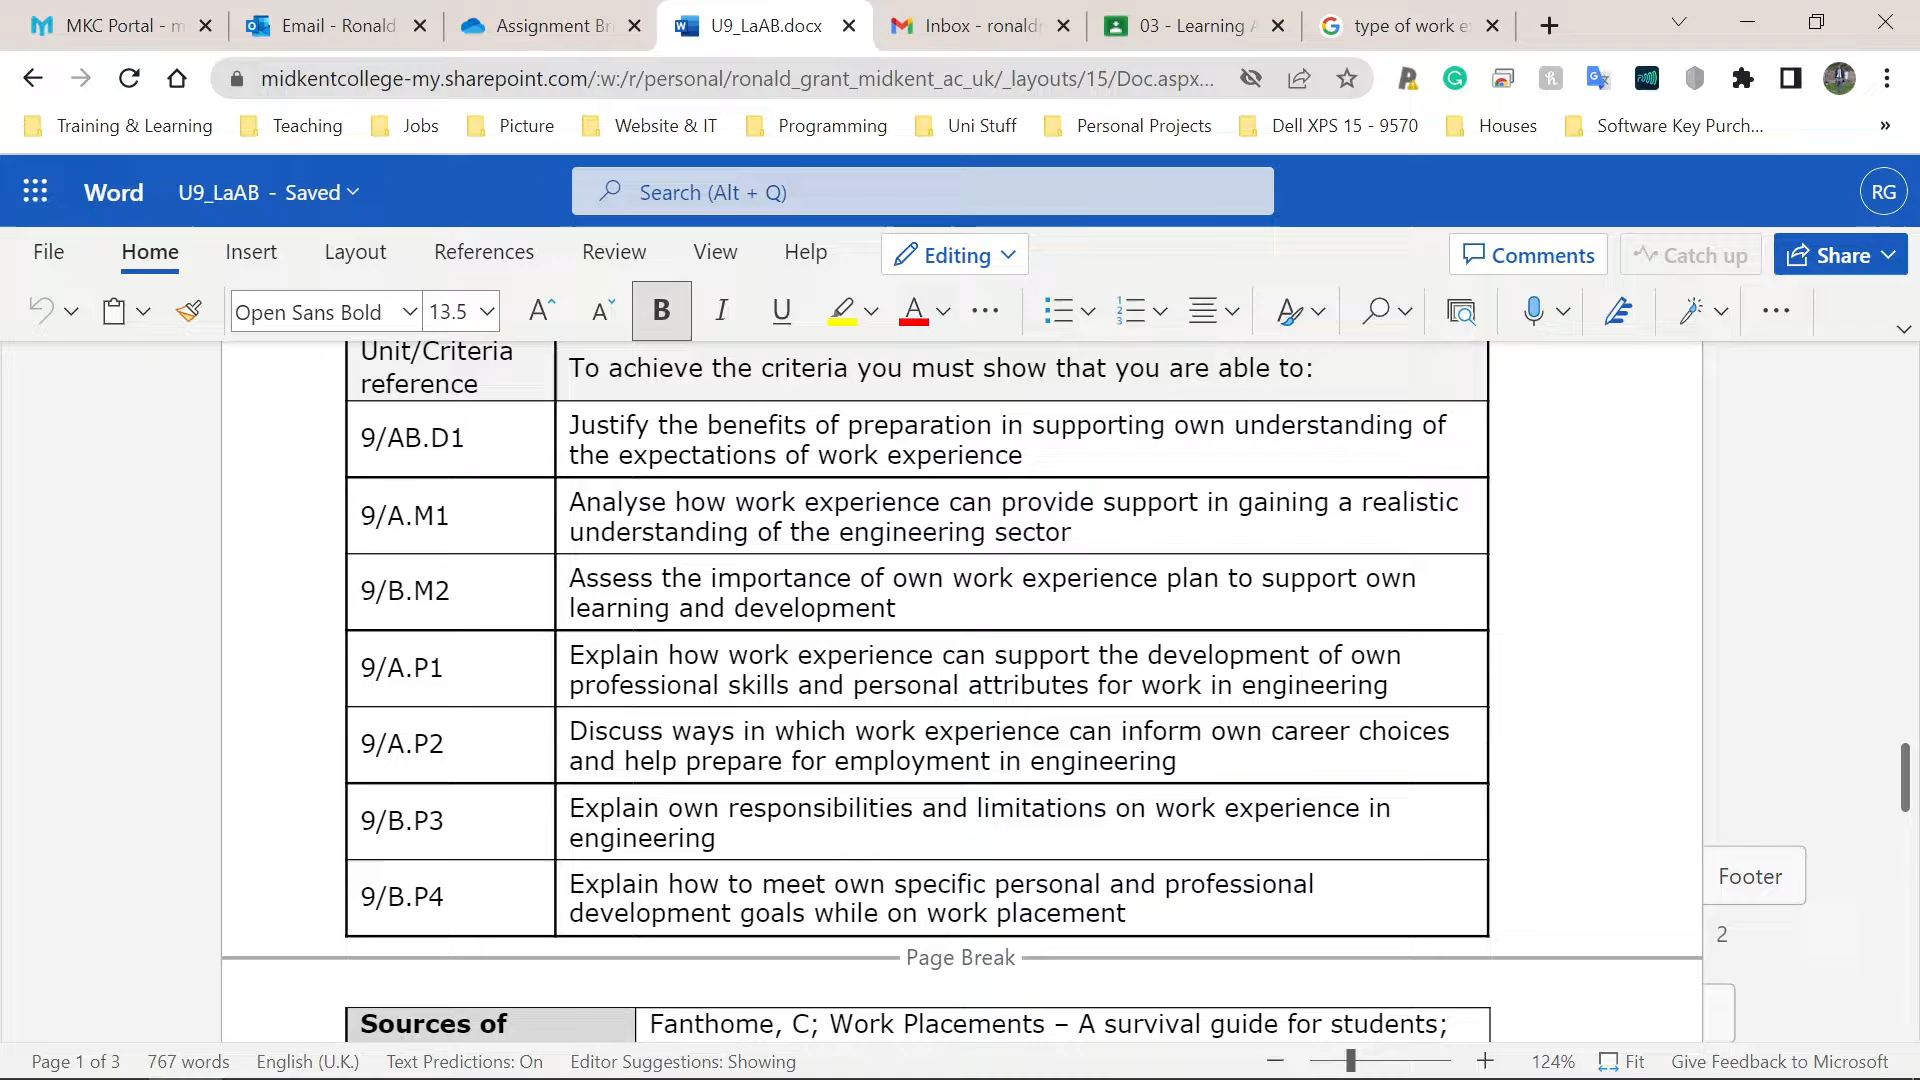 MKC Portal - m
Email - Ronald
Assignment Br
U9_LaAB.docx
Inbox - ronald
03 - Learning A
type of work e
midkentcollege-my.sharepoint.com/:w:/r/personal/ronald_grant_midkent_ac_uk/_layouts/15/Doc.aspx...
Training & Learning
Teaching
Jobs
Picture
Website & IT
Programming
Uni Stuff
Personal Projects
Dell XPS 15 - 9570
Houses
Software Key Purch...
»
Word
U9_LaAB - Saved
Search (Alt + Q)
RG
File
Home
Insert
Layout
References
Review
View
Help
Editing
Comments
Catch up
Share
Open Sans Bold
13.5
Unit/Criteria
reference
To achieve the criteria you must show that you are able to:
9/AB.D1
Justify the benefits of preparation in supporting own understanding of
the expectations of work experience
9/A.M1
Analyse how work experience can provide support in gaining a realistic
understanding of the engineering sector
9/B.M2
Assess the importance of own work experience plan to support own
learning and development
9/A.P1
Explain how work experience can support the development of own
professional skills and personal attributes for work in engineering
9/A.P2
Discuss ways in which work experience can inform own career choices
and help prepare for employment in engineering
9/B.P3
Explain own responsibilities and limitations on work experience in
engineering
9/B.P4
Explain how to meet own specific personal and professional
development goals while on work placement
Footer
2
Page Break
Sources of
Fanthome, C; Work Placements – A survival guide for students;
Page 1 of 3
767 words
English (U.K.)
Text Predictions: On
Editor Suggestions: Showing
124%
Fit
Give Feedback to Microsoft